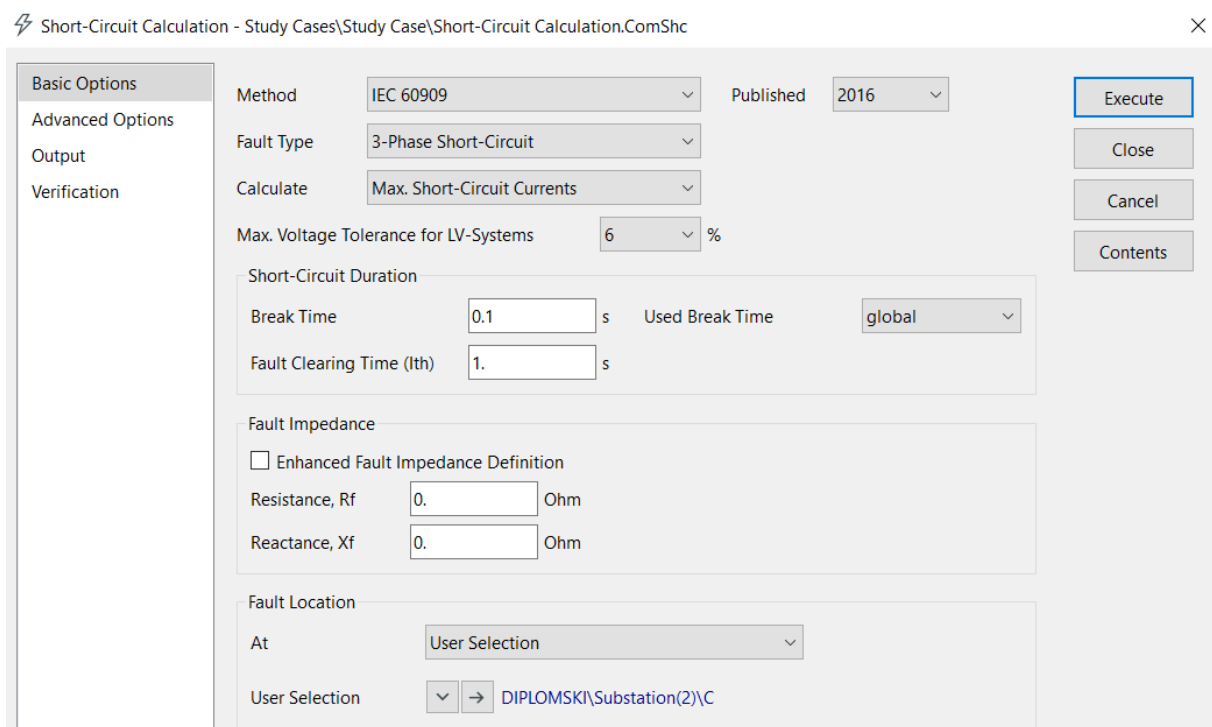 Short-Circuit Calculation - Study Cases\Study Case\Short-Circuit Calculation.ComShc
Basic Options
Advanced Options
Output
Verification
Method IEC 60909 Published 2016
Fault Type 3-Phase Short-Circuit
Calculate Max. Short-Circuit Currents
Max. Voltage Tolerance for LV-Systems 6 %
Short-Circuit Duration
Break Time 0.1 s Used Break Time global
Fault Clearing Time (Ith) 1. s
Fault Impedance
Enhanced Fault Impedance Definition
Resistance, Rf 0. Ohm
Reactance, Xf 0. Ohm
Fault Location
At User Selection
User Selection DIPLOMSKI\Substation(2)\C
Execute
Close
Cancel
Contents